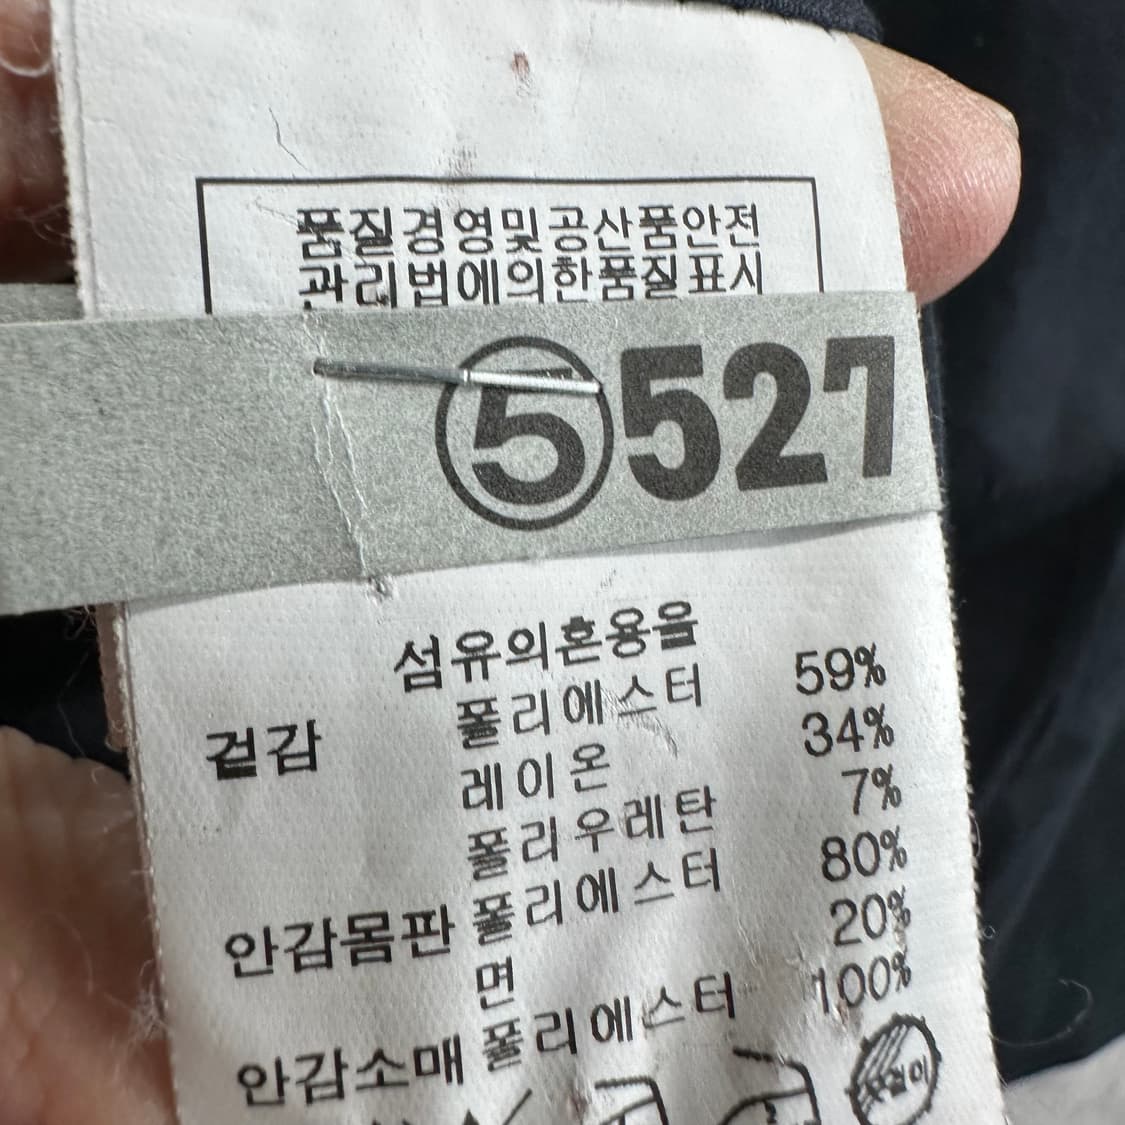 품질경영및공산품안전
관리법에의한품질표시
⑤527
섬유의혼용율
겉감 폴리에스터 59%
레이온 34%
폴리우레탄 7%
안감몸판 폴리에스터 80%
면 20%
안감소매 폴리에스터 100%
옷걸이